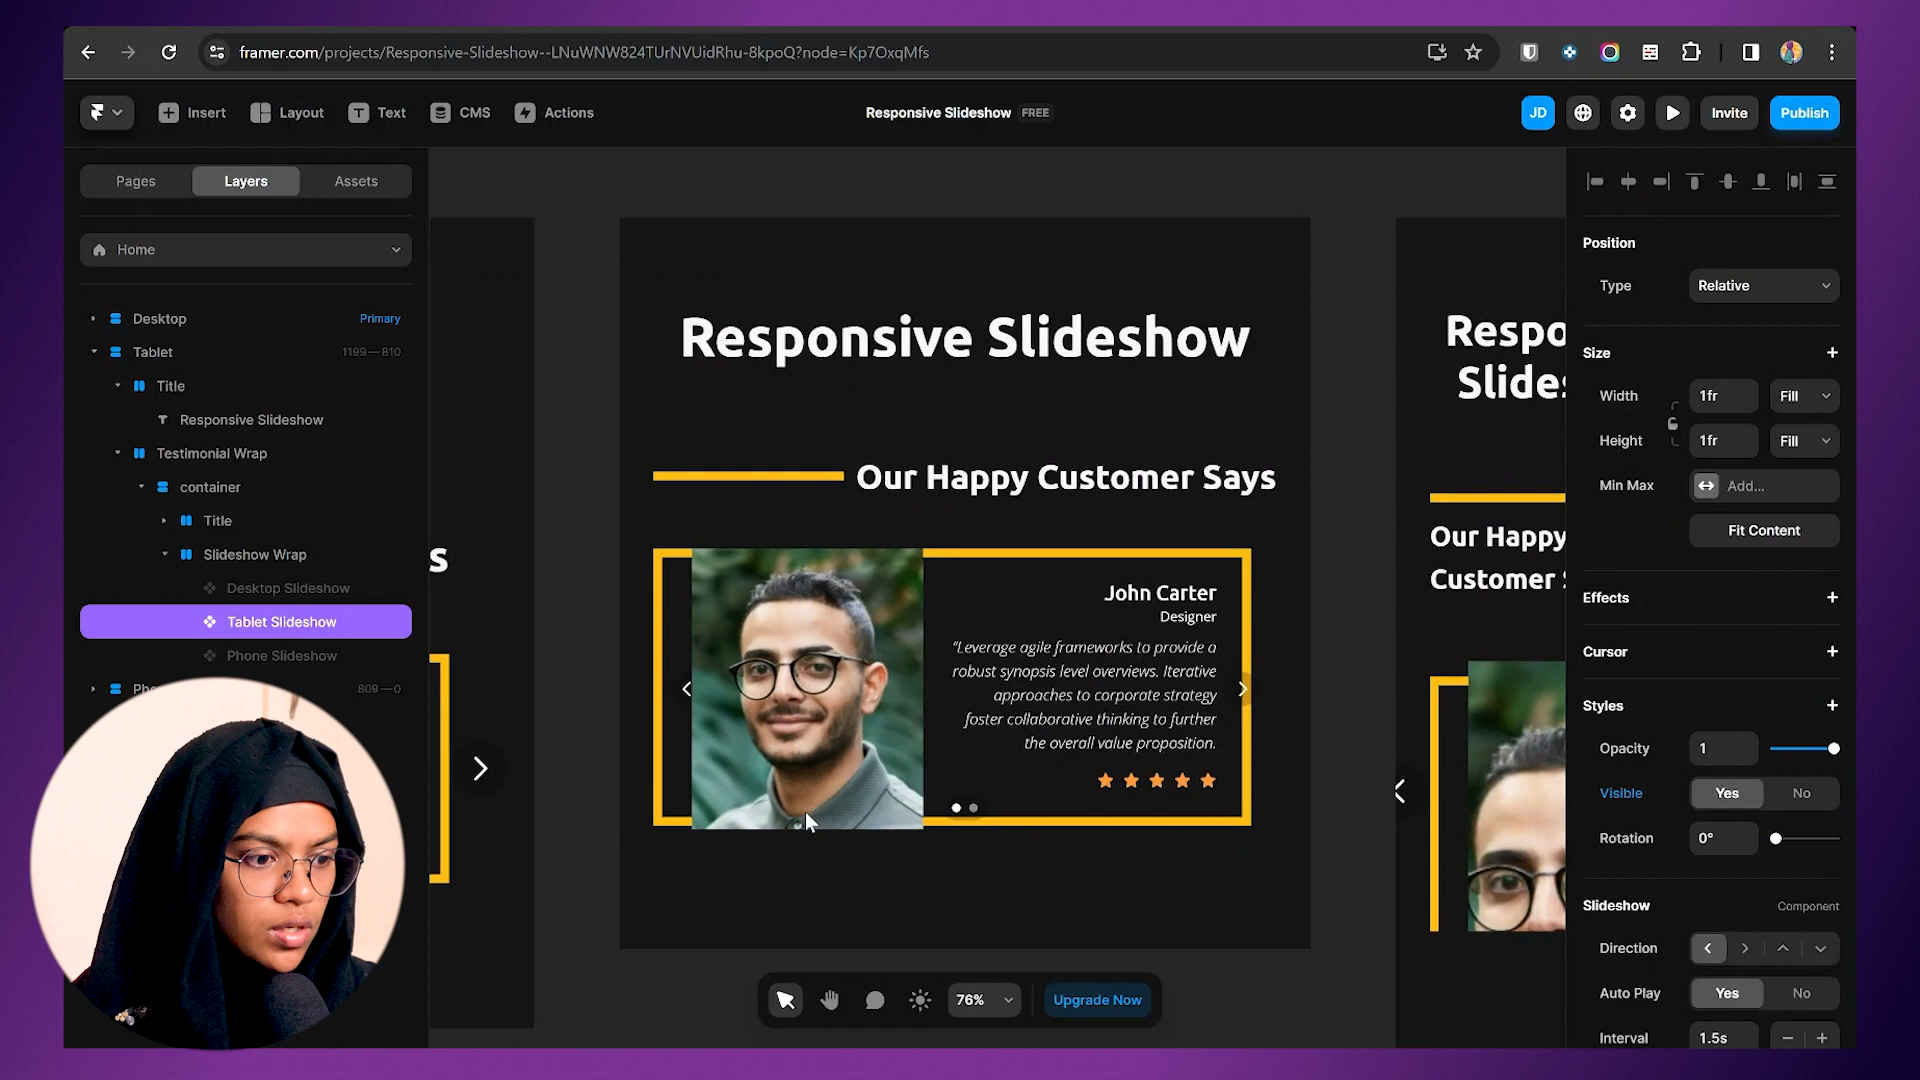 framer.com/projects/Responsive-Slideshow--LNuWNW824TUrNVUidRhu-8kpoQ?node=Kp7OxqMfs
Insert Layout Text CMS Actions
Responsive Slideshow FREE
JD Invite Publish
Pages Layers Assets
Home
Desktop Primary
Tablet 1199—810
Title
Responsive Slideshow
Testimonial Wrap
container
Title
Slideshow Wrap
Desktop Slideshow
Tablet Slideshow
Phone Slideshow
809—0
s
Responsive Slideshow
Our Happy Customer Says
John Carter
Designer
"Leverage agile frameworks to provide a
robust synopsis level overviews. Iterative
approaches to corporate strategy
foster collaborative thinking to further
the overall value proposition.
Respo
Slides
Our Happy
Customer
76% Upgrade Now
Position
Type Relative
Size
Width 1fr Fill
Height 1fr Fill
Min Max Add...
Fit Content
Effects
Cursor
Styles
Opacity 1
Visible Yes No
Rotation 0°
Slideshow Component
Direction
Auto Play Yes No
Interval 1.5s